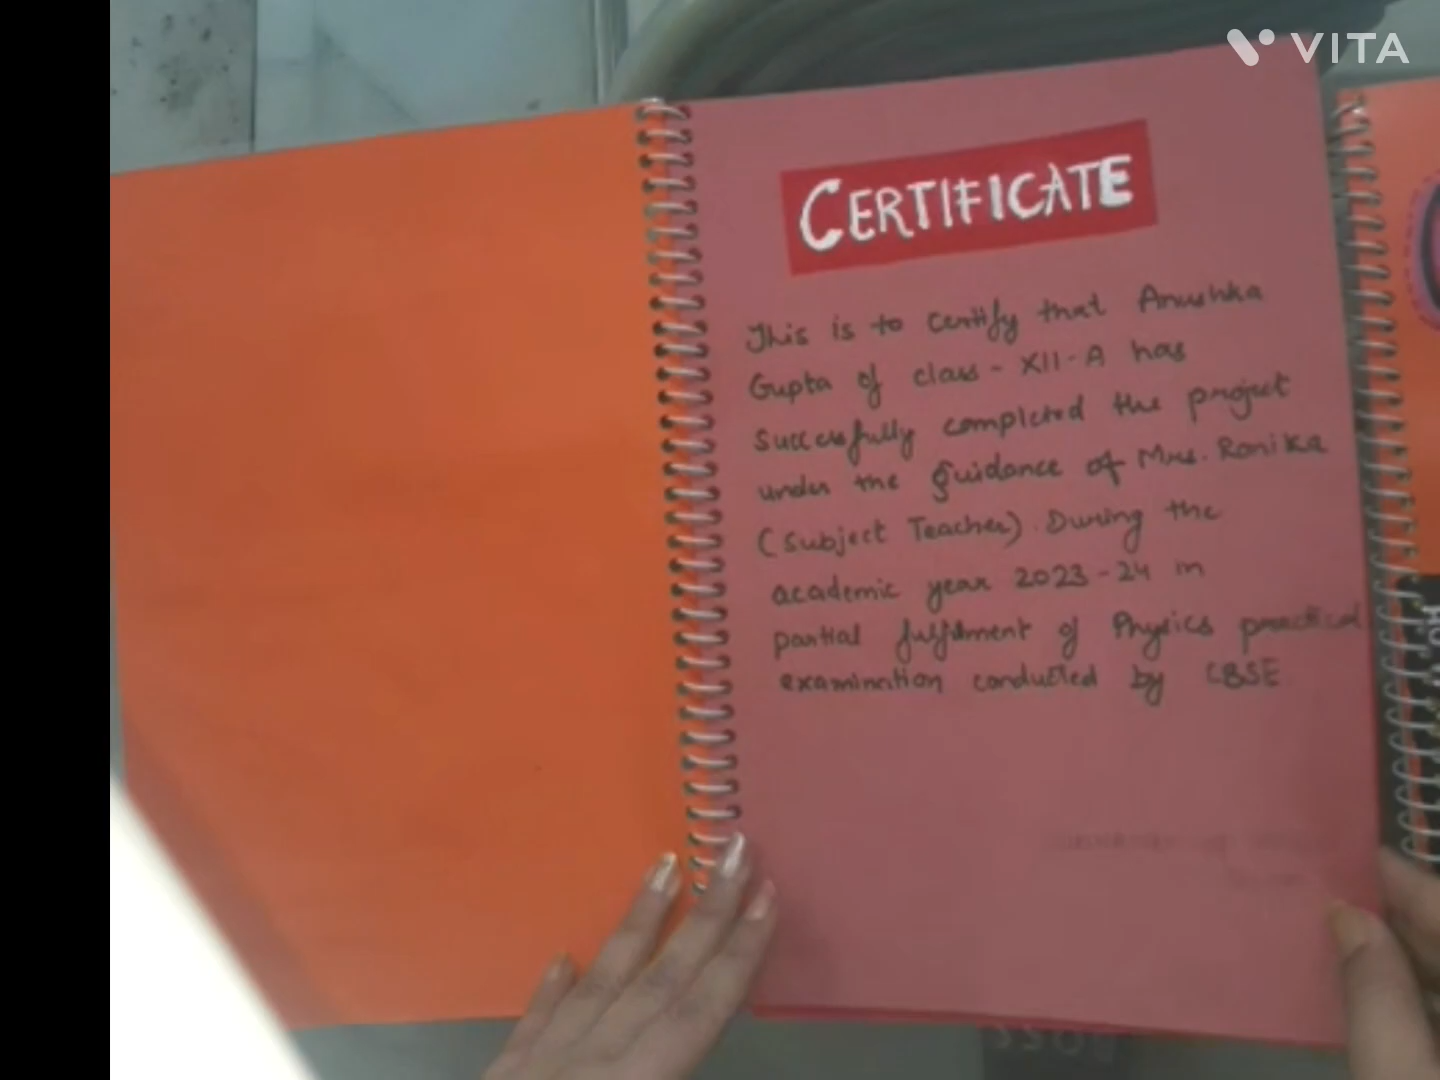 VITA
CERTIFICATE
This is to certify that Anushka
Gupta of class - XII-A has
Successfully completed the project
under the guidance of Mrs. Ronika
(Subject Teacher). During the
academic year 2023-24 in
partial fulfilment of Physics practical
examination conducted by CBSE